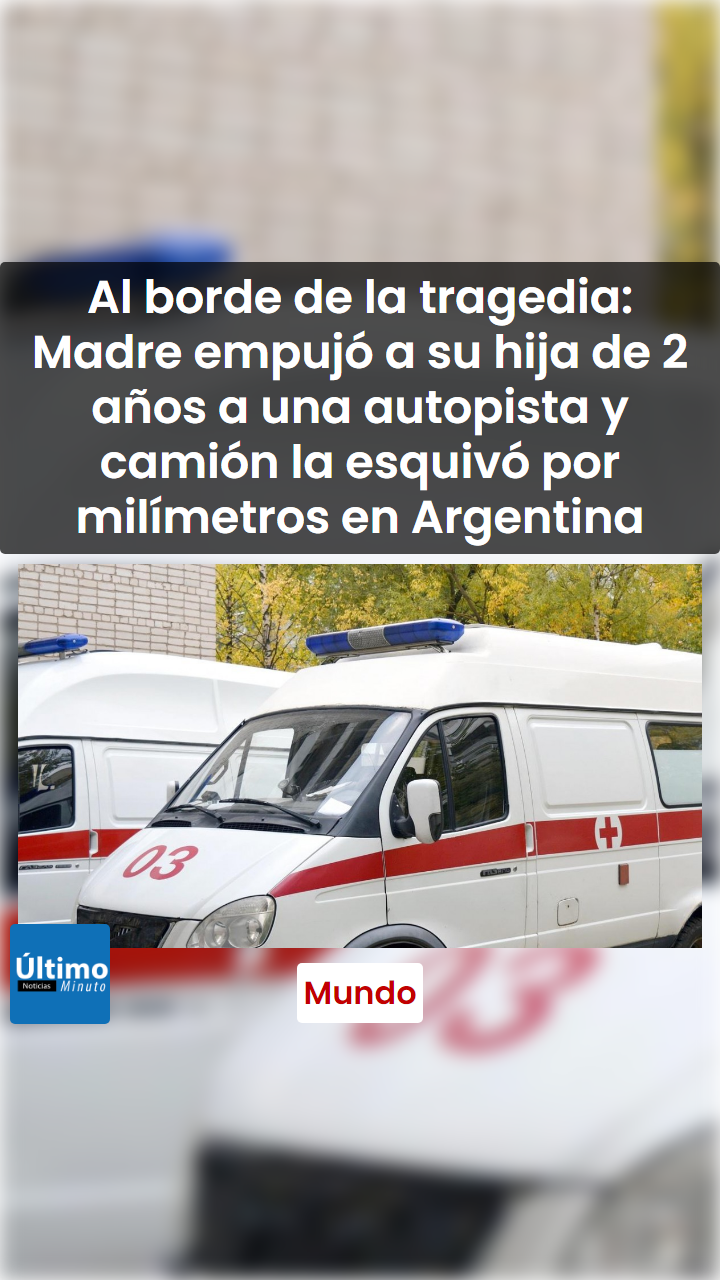 Al borde de la tragedia:
Madre empujó a su hija de 2
años a una autopista y
camión la esquivó por
milímetros en Argentina
03
Último
Noticias Minuto
Mundo
03